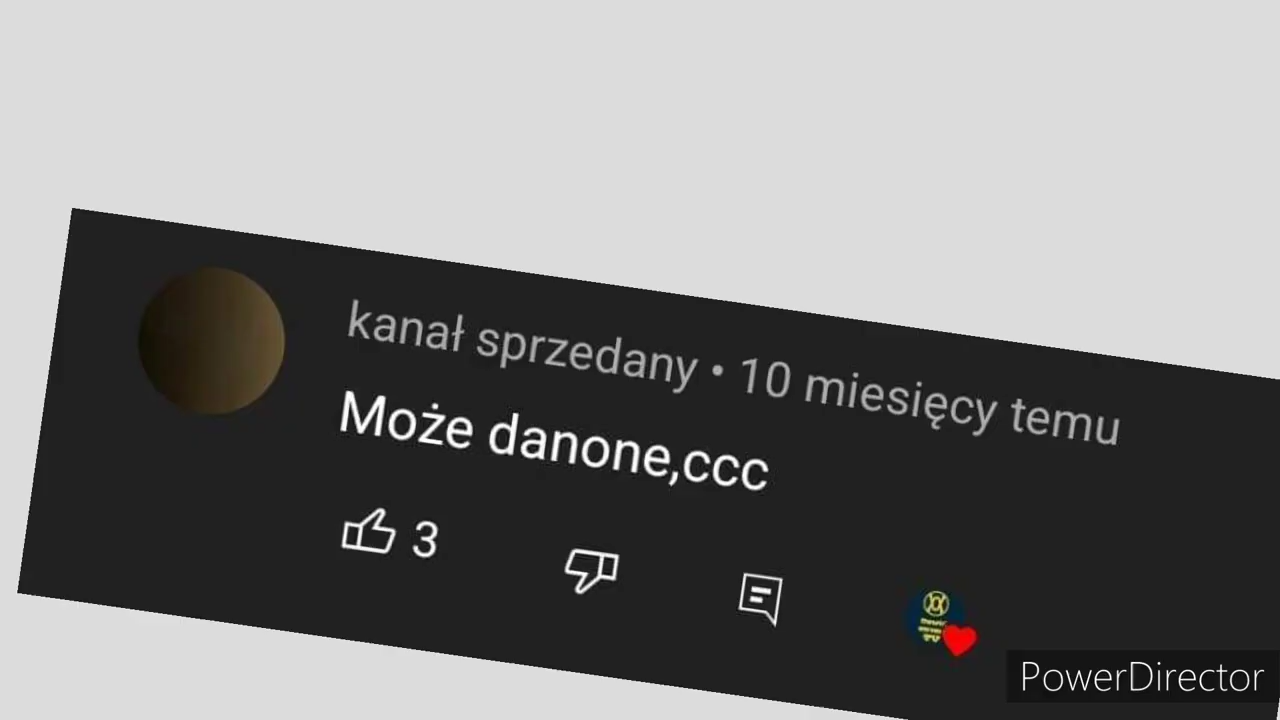 kanał sprzedany • 10 miesięcy temu
Może danone,ccc
3
PowerDirector